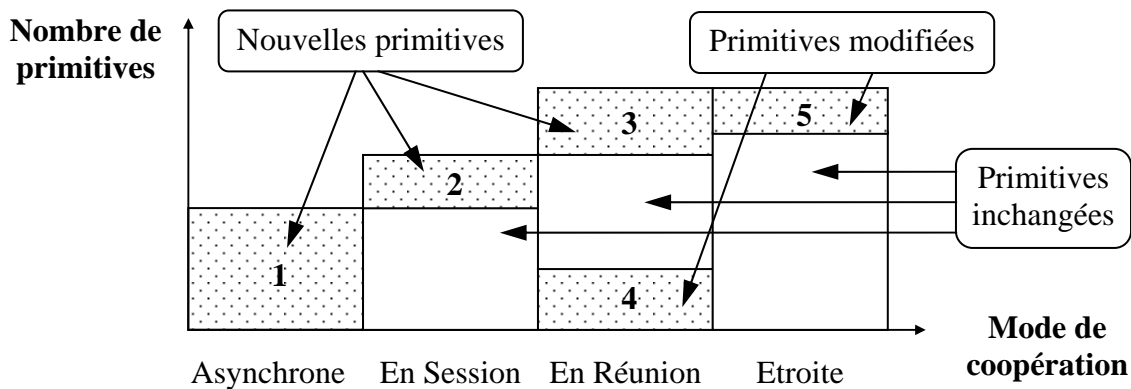 Nombre de
primitives
Nouvelles primitives
Primitives modifiées
3
5
2
Primitives
inchangées
1
4
Mode de
coopération
Asynchrone
En Session
En Réunion
Etroite